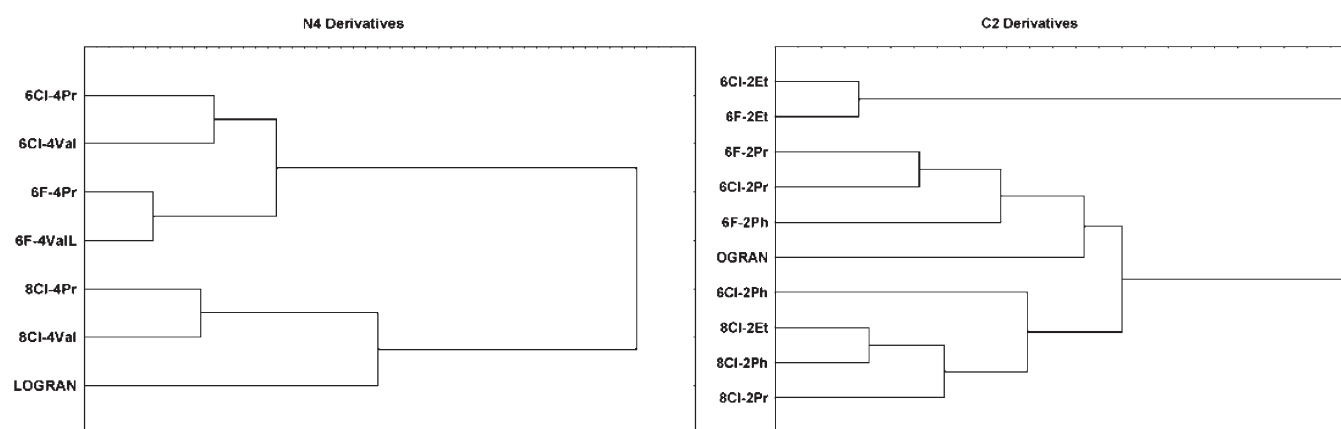 N4 Derivatives
6Cl-4Pr
6Cl-4Val
6F-4Pr
6F-4ValL
8Cl-4Pr
8Cl-4Val
LOGRAN
C2 Derivatives
6Cl-2Et
6F-2Et
6F-2Pr
6Cl-2Pr
6F-2Ph
OGRAN
6Cl-2Ph
8Cl-2Et
8Cl-2Ph
8Cl-2Pr